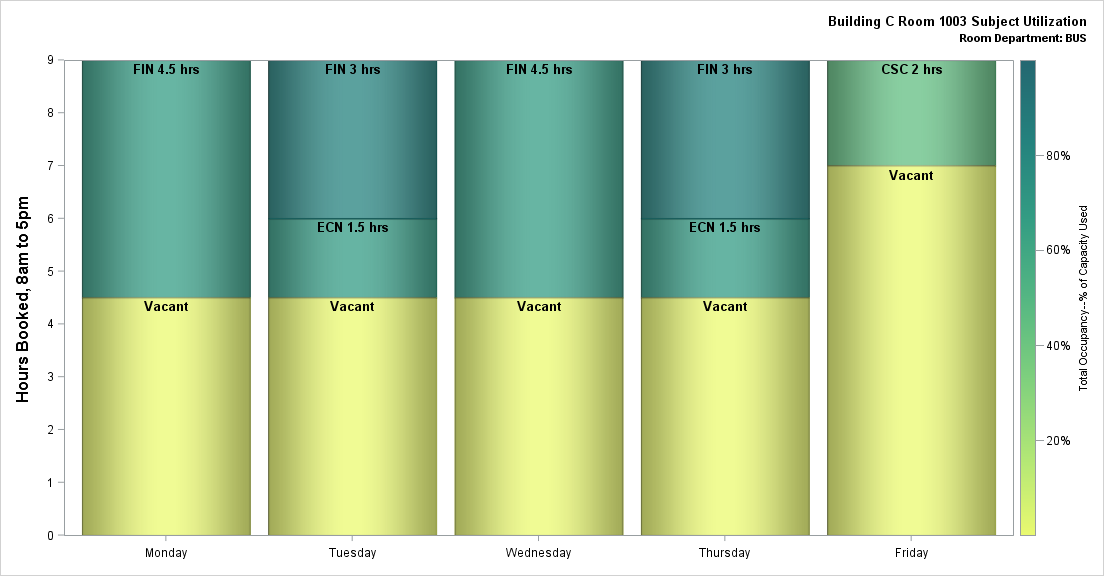 Building C Room 1003 Subject Utilization
Room Department: BUS
Hours Booked, 8am to 5pm
9
8
7
6
5
4
3
2
1
0
FIN 4.5 hrs
Vacant
FIN 3 hrs
ECN 1.5 hrs
Vacant
FIN 4.5 hrs
Vacant
FIN 3 hrs
ECN 1.5 hrs
Vacant
CSC 2 hrs
Vacant
Monday
Tuesday
Wednesday
Thursday
Friday
80%
60%
40%
20%
Total Occupancy--% of Capacity Used